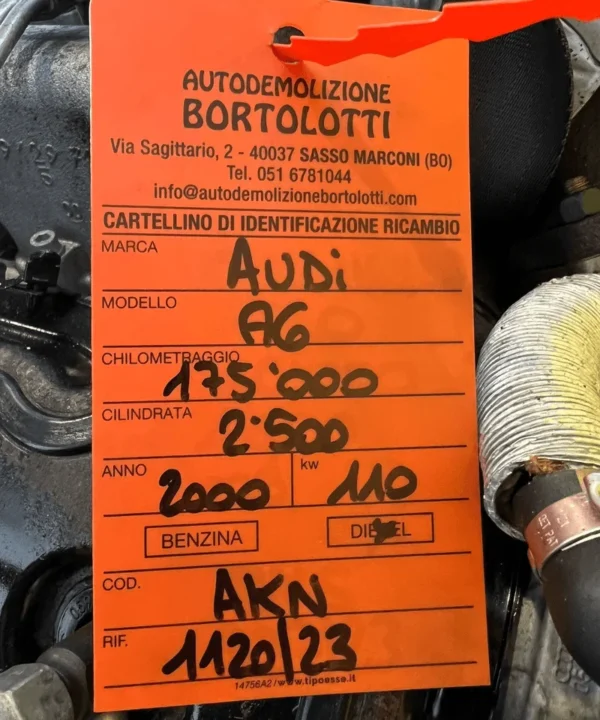 AUTODEMOLIZIONE
BORTOLOTTI
Via Sagittario, 2 - 40037 SASSO MARCONI (BO)
Tel. 051 6781044
info@autodemolizionebortolotti.com
CARTELLINO DI IDENTIFICAZIONE RICAMBIO
MARCA AUDi
MODELLO A6
CHILOMETRAGGIO 175'000
CILINDRATA 2'500
ANNO 2000 kw 110
BENZINA DIESEL
COD. AKN
RIF. 1120/23
14756A2 / www.tipoesse.it